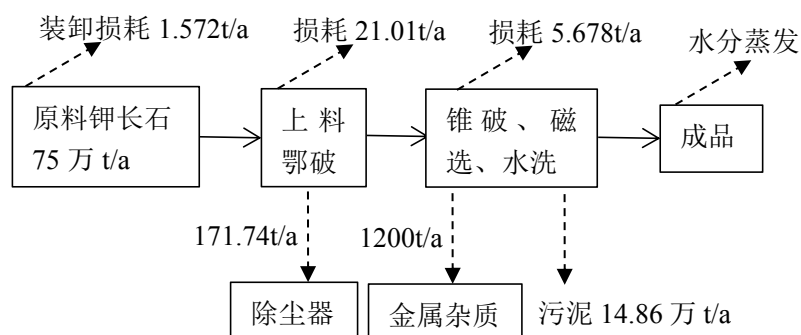 装卸损耗 1.572t/a
损耗 21.01t/a
损耗 5.678t/a
水分蒸发
原料钾长石
75 万 t/a
上 料
鄂破
锥破、磁
选、水洗
成品
171.74t/a
1200t/a
除尘器
金属杂质
污泥 14.86 万 t/a